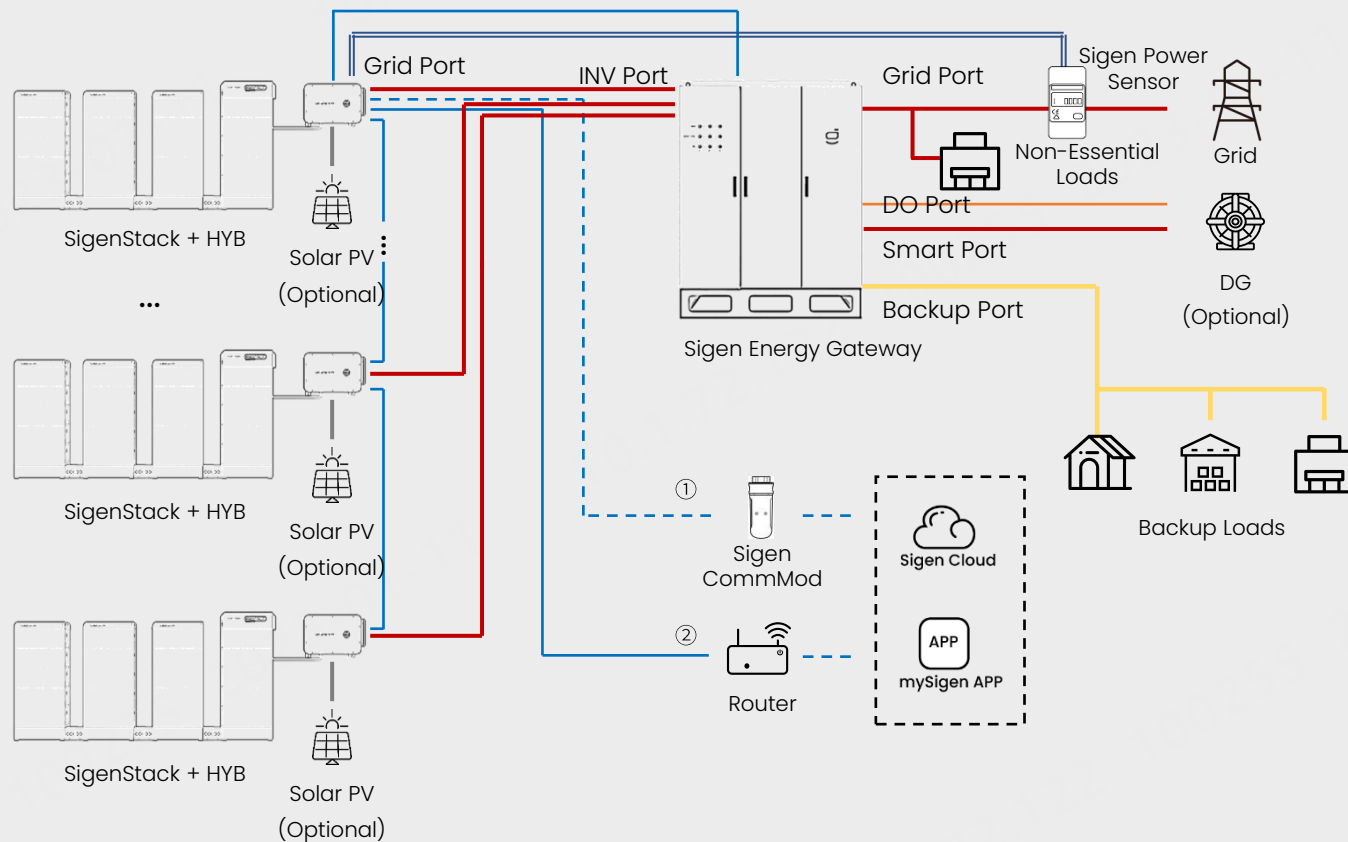 Grid Port
INV Port
Grid Port
Sigen Power
Sensor
Non-Essential
Loads
Grid
SigenStack + HYB
Solar PV
(Optional)
DO Port
Smart Port
DG
(Optional)
Backup Port
...
Sigen Energy Gateway
SigenStack + HYB
Solar PV
(Optional)
①
Sigen
CommMod
Sigen Cloud
Backup Loads
②
Router
APP
mySigen APP
SigenStack + HYB
Solar PV
(Optional)